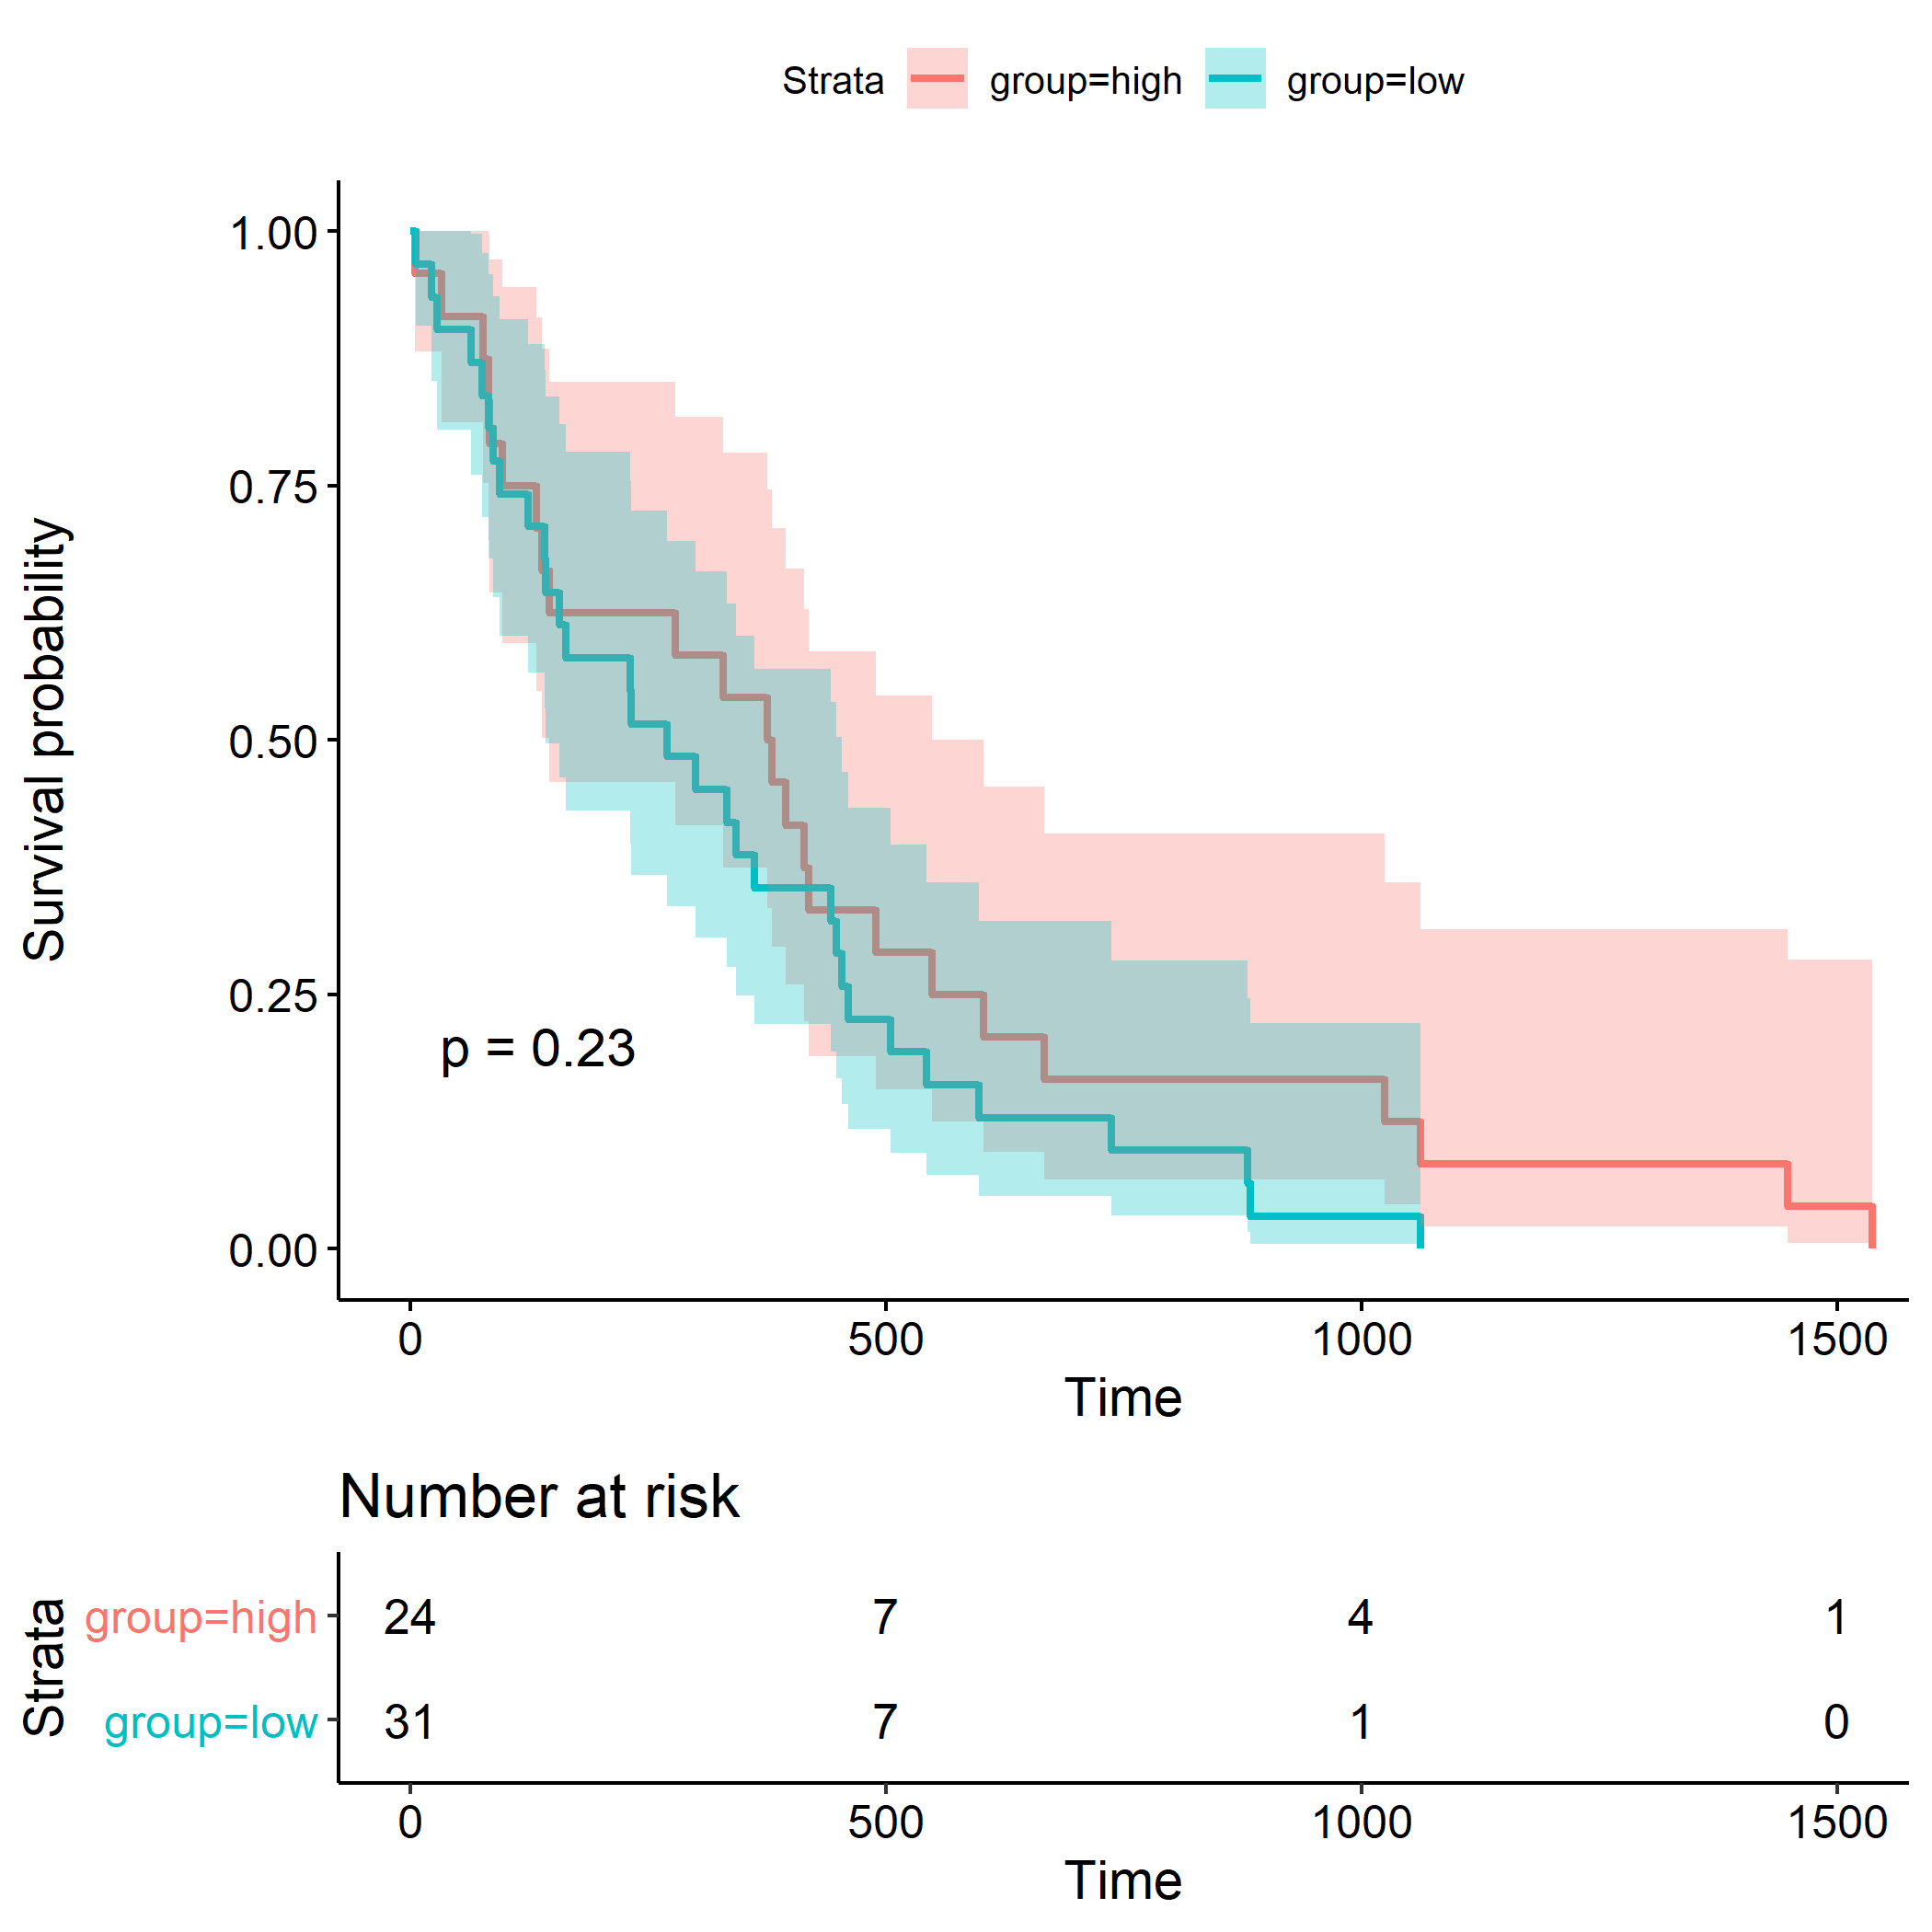 Strata group=high group=low
Survival probability
1.00
0.75
0.50
0.25
0.00
p = 0.23
0 500 1000 1500
Time
Number at risk
Strata
group=high 24 7 4 1
group=low 31 7 1 0
0 500 1000 1500
Time